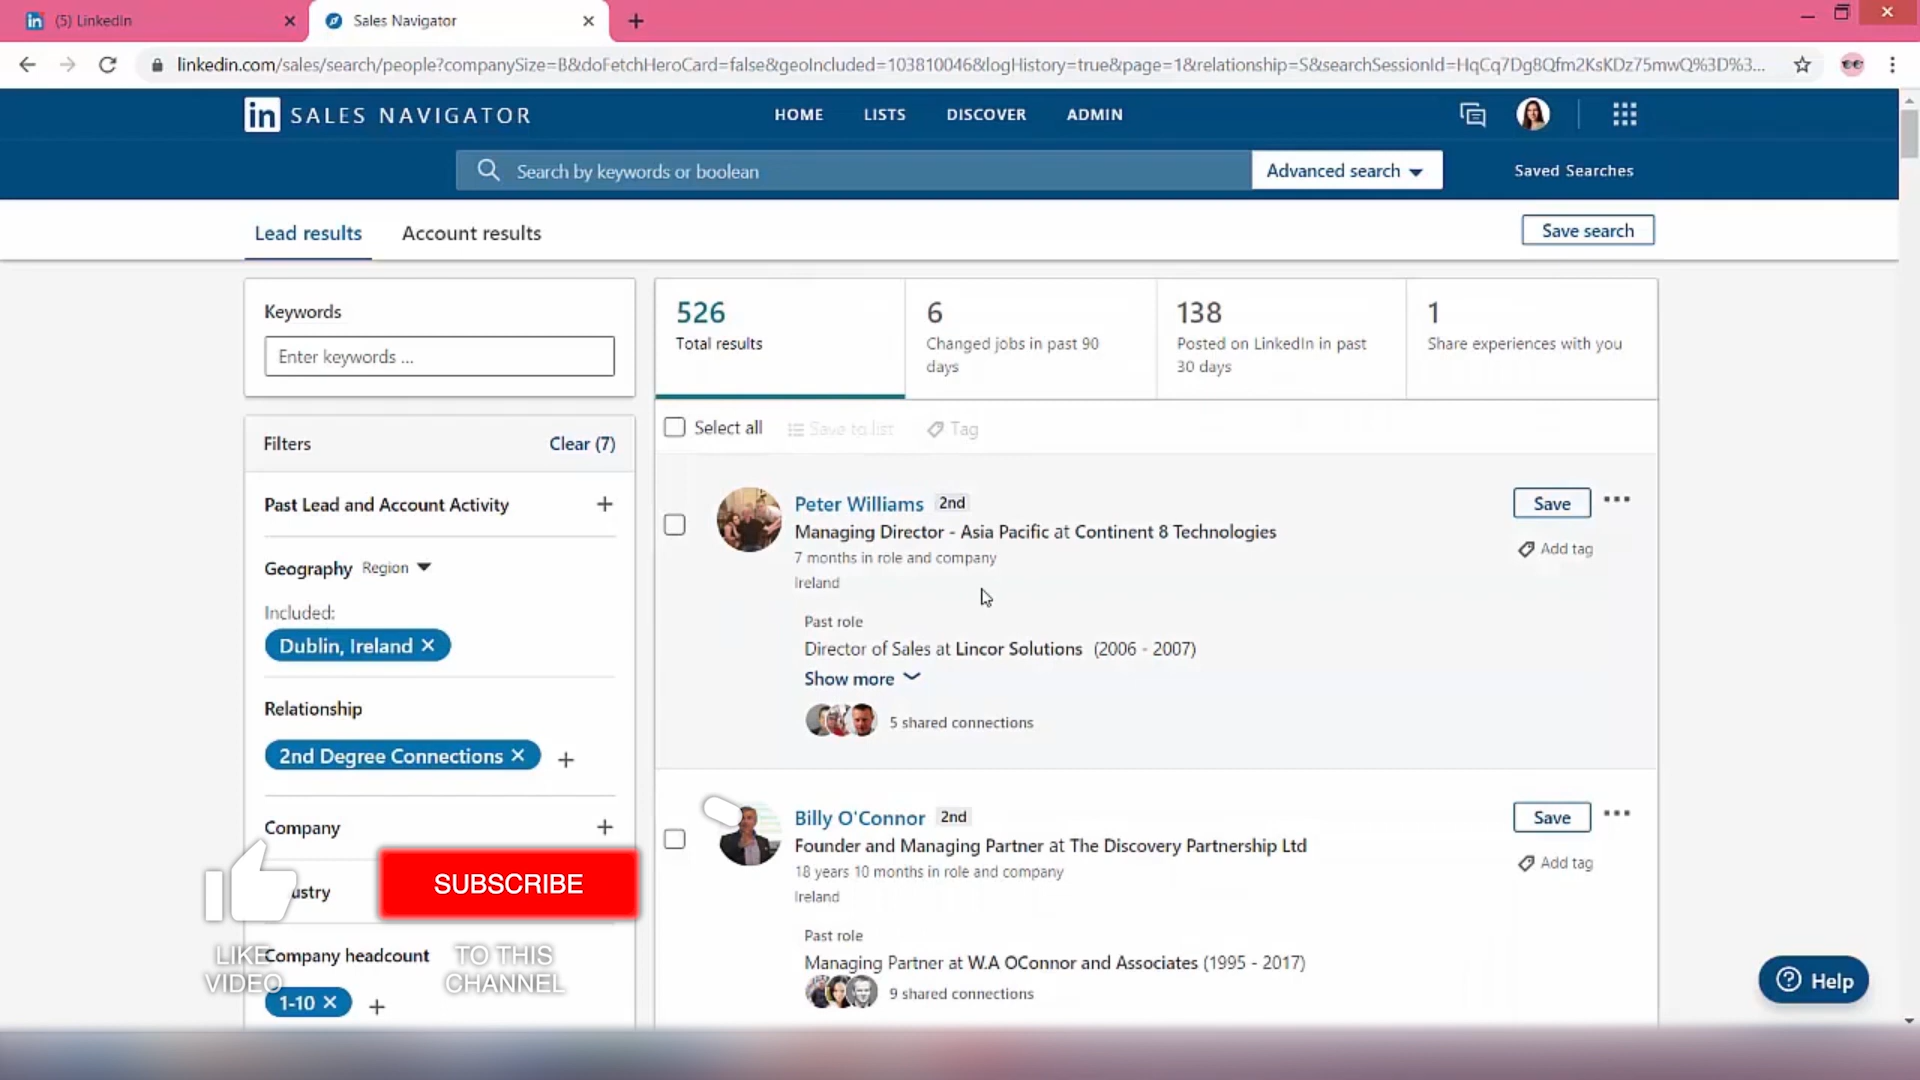 (5) LinkedIn
Sales Navigator
linkedin.com/sales/search/people?companySize=B&doFetchHeroCard=false&geoIncluded=103810046&logHistory=true&page=1&relationship=S&searchSessionId=HqCq7Dg8Qfm2KsKDz75mwQ%3D%3...
in SALES NAVIGATOR
HOME LISTS DISCOVER ADMIN
Search by keywords or boolean
Advanced search
Saved Searches
Lead results
Account results
Save search
Keywords
Enter keywords ...
Filters
Clear (7)
Past Lead and Account Activity
Geography Region
Included:
Dublin, Ireland
Relationship
2nd Degree Connections
Company
ustry
Company headcount
1-10
LIKE
VIDEO
SUBSCRIBE
TO THIS
CHANNEL
526
Total results
6
Changed jobs in past 90
days
138
Posted on LinkedIn in past
30 days
1
Share experiences with you
Select all
Save to list
Tag
Peter Williams 2nd
Managing Director - Asia Pacific at Continent 8 Technologies
7 months in role and company
Ireland
Past role
Director of Sales at Lincor Solutions (2006 - 2007)
Show more
5 shared connections
Save
Add tag
Billy O'Connor 2nd
Founder and Managing Partner at The Discovery Partnership Ltd
18 years 10 months in role and company
Ireland
Past role
Managing Partner at W.A OConnor and Associates (1995 - 2017)
9 shared connections
Save
Add tag
Help